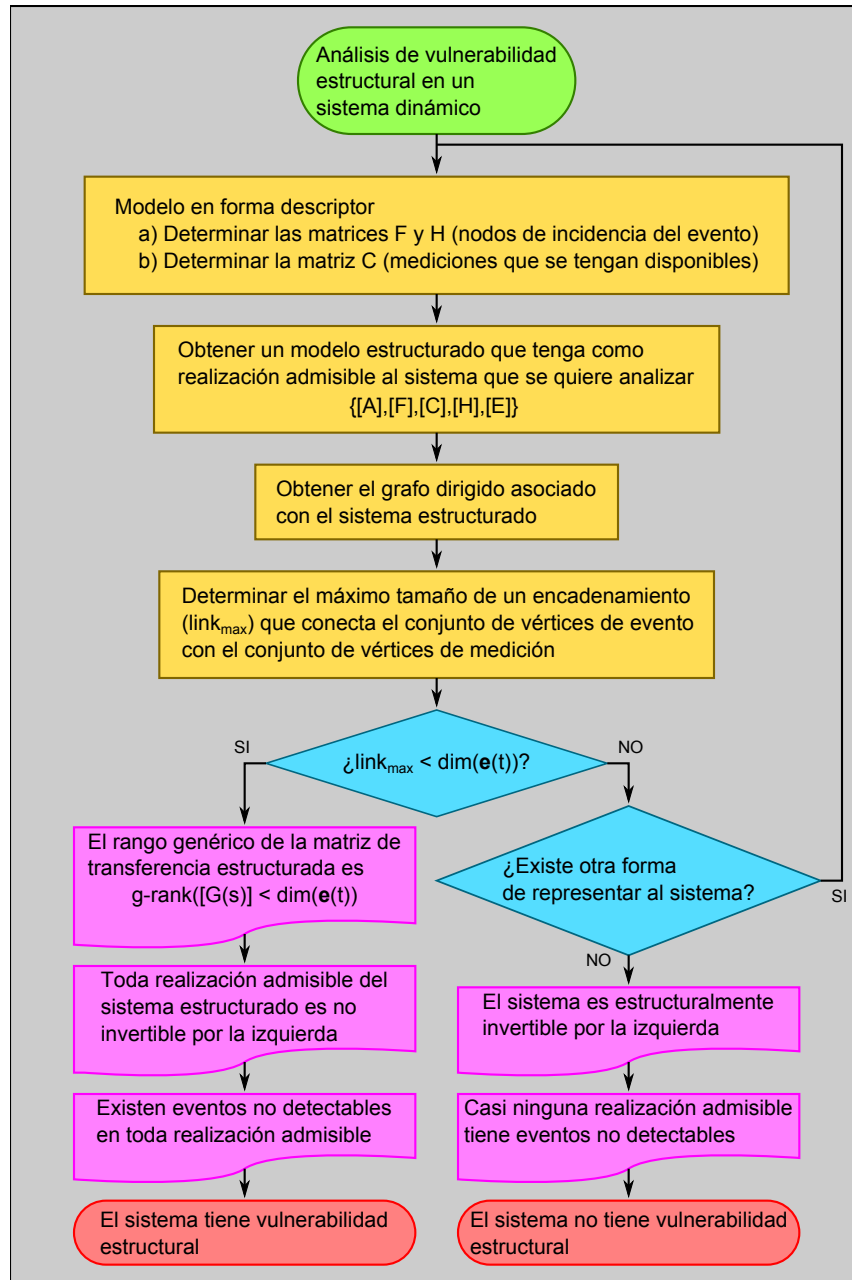 Análisis de vulnerabilidad
estructural en un
sistema dinámico
Modelo en forma descriptor
a) Determinar las matrices F y H (nodos de incidencia del evento)
b) Determinar la matriz C (mediciones que se tengan disponibles)
Obtener un modelo estructurado que tenga como
realización admisible al sistema que se quiere analizar
{[A],[F],[C],[H],[E]}
Obtener el grafo dirigido asociado
con el sistema estructurado
Determinar el máximo tamaño de un encadenamiento
(link_max) que conecta el conjunto de vértices de evento
con el conjunto de vértices de medición
¿link_max < dim(e(t))?
SI
NO
El rango genérico de la matriz de
transferencia estructurada es
g-rank([G(s)] < dim(e(t))
¿Existe otra forma
de representar al sistema?
SI
NO
Toda realización admisible del
sistema estructurado es no
invertible por la izquierda
El sistema es estructuralmente
invertible por la izquierda
Existen eventos no detectables
en toda realización admisible
Casi ninguna realización admisible
tiene eventos no detectables
El sistema tiene vulnerabilidad
estructural
El sistema no tiene vulnerabilidad
estructural